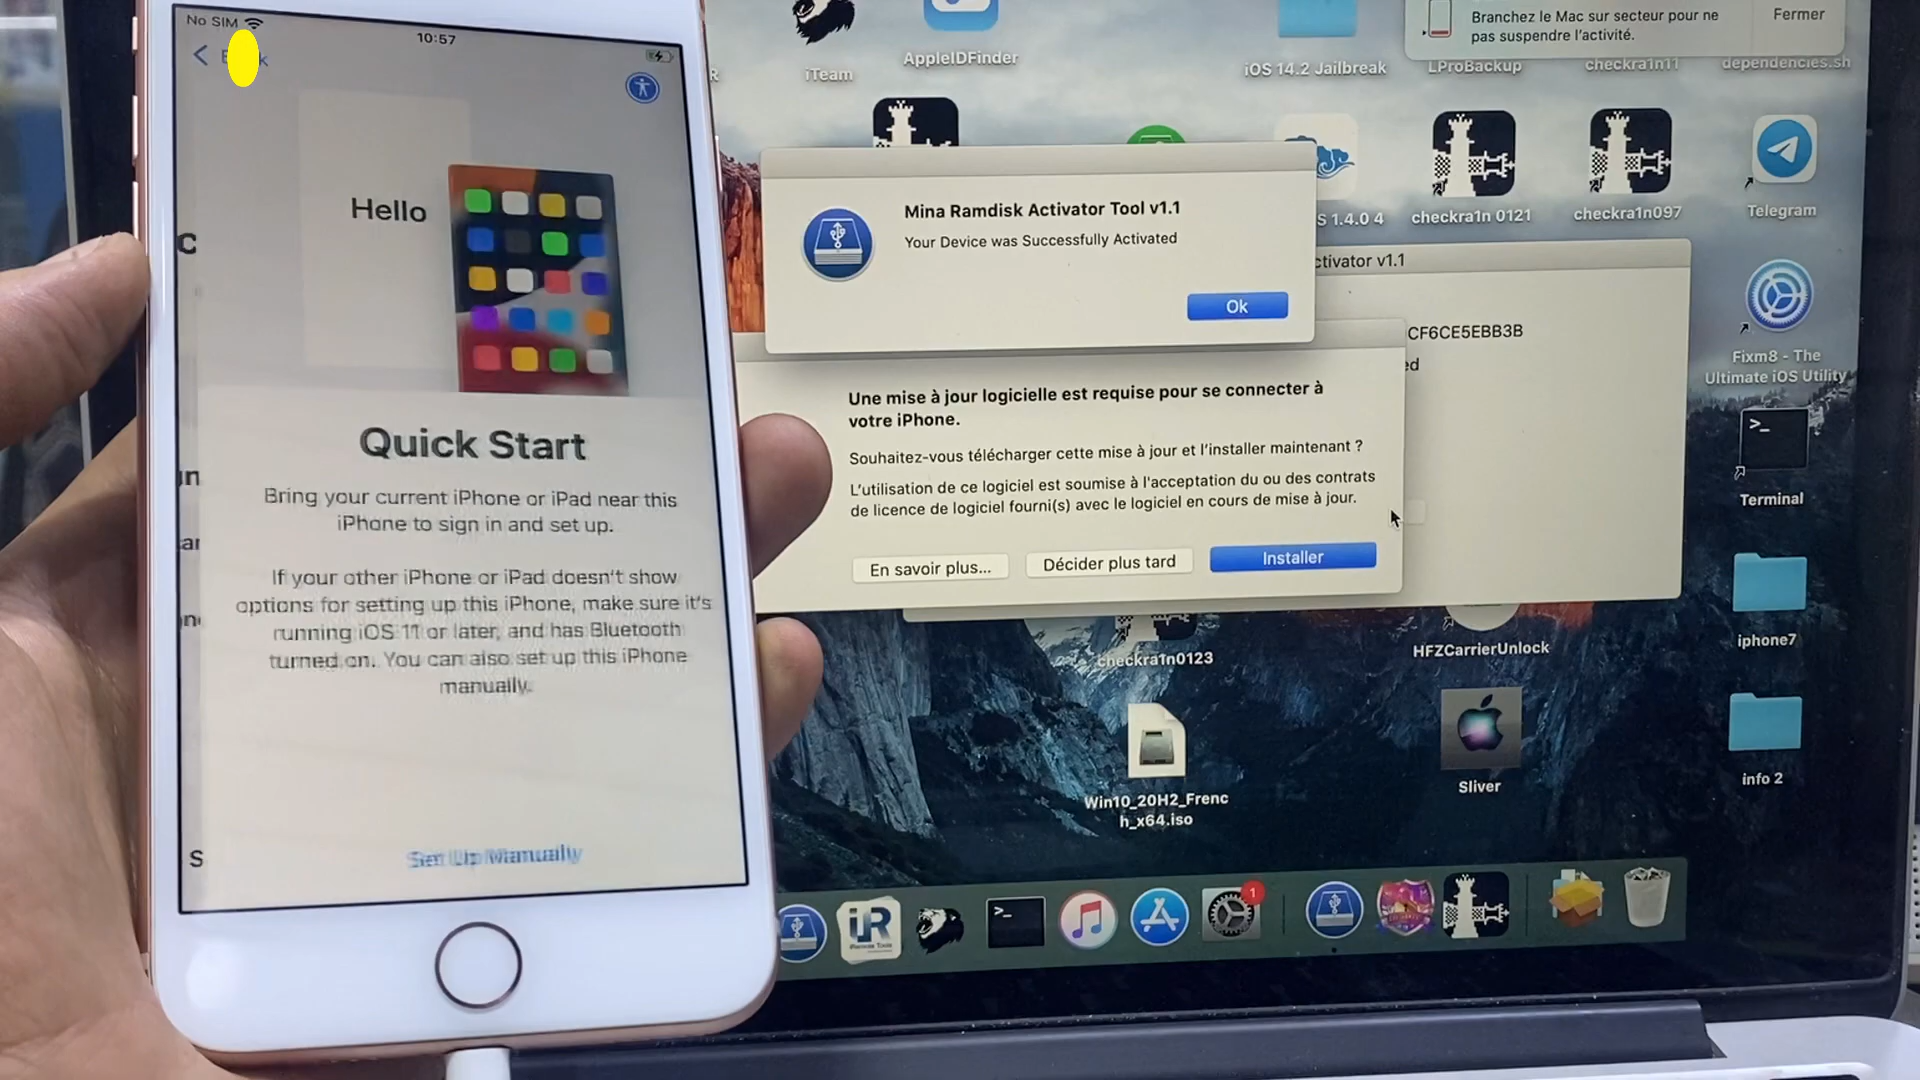 No SIM
10:57
Hello
Quick Start
Bring your current iPhone or iPad near this
iPhone to sign in and set up.
If your other iPhone or iPad doesn't show
options for setting up this iPhone, make sure it's
running iOS 11 or later, and has Bluetooth
turned on. You can also set up this iPhone
manually.
Set Up Manually
iTeam
AppleIDFinder
iOS 14.2 Jailbreak
LProBackup
checkra1n11
dependencies.sh
Branchez le Mac sur secteur pour ne
pas suspendre l'activité.
Fermer
S 1.4.0 4
checkra1n 0121
checkra1n097
Telegram
Mina Ramdisk Activator Tool v1.1
Your Device was Successfully Activated
Ok
ctivator v1.1
CF6CE5EBB3B
ed
Une mise à jour logicielle est requise pour se connecter à
votre iPhone.
Souhaitez-vous télécharger cette mise à jour et l'installer maintenant ?
L'utilisation de ce logiciel est soumise à l'acceptation du ou des contrats
de licence de logiciel fourni(s) avec le logiciel en cours de mise à jour.
En savoir plus...
Décider plus tard
Installer
Fixm8 - The
Ultimate iOS Utility
Terminal
iphone7
info 2
checkra1n0123
HFZCarrierUnlock
Win10_20H2_Frenc
h_x64.iso
Sliver
iR
1